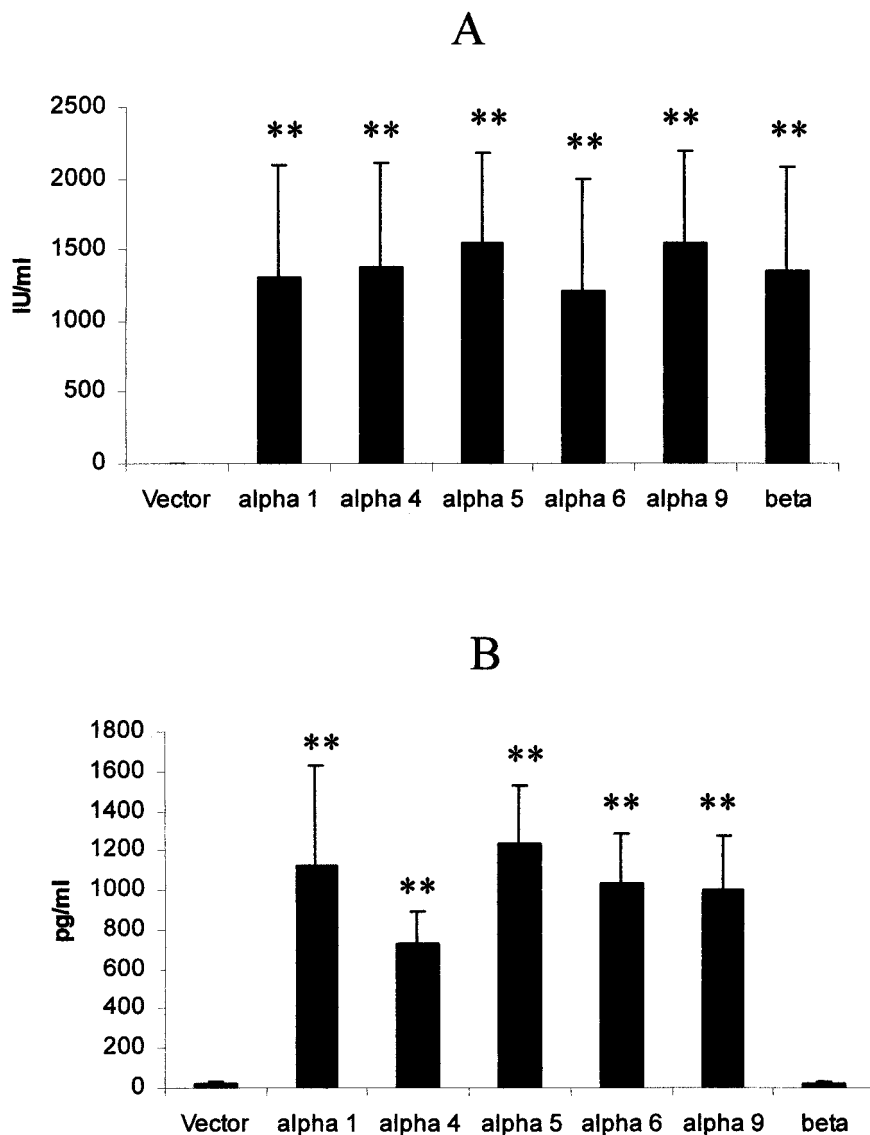 A
2500
2000
1500
1000
500
0
IU/ml
** ** ** ** ** **
Vector alpha 1 alpha 4 alpha 5 alpha 6 alpha 9 beta
B
1800
1600
1400
1200
1000
800
600
400
200
0
pg/ml
** ** ** ** **
Vector alpha 1 alpha 4 alpha 5 alpha 6 alpha 9 beta